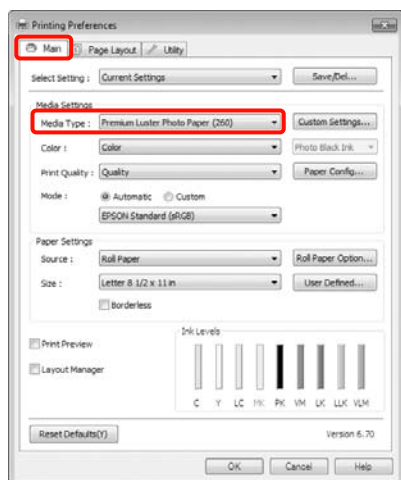 Printing Preferences
Main Page Layout Utility
Select Setting : Current Settings Save/Del...
Media Settings
Media Type : Premium Luster Photo Paper (260) Custom Settings...
Color : Color Photo Black Ink
Print Quality : Quality Paper Config...
Mode : Automatic Custom
EPSON Standard (sRGB)
Paper Settings
Source : Roll Paper Roll Paper Option...
Size : Letter 8 1/2 x 11 in User Defined...
Borderless
Ink Levels
Print Preview
Layout Manager
C Y LC MK PK VM LK LLK VLM
Reset Defaults(Y) Version 6.70
OK Cancel Help